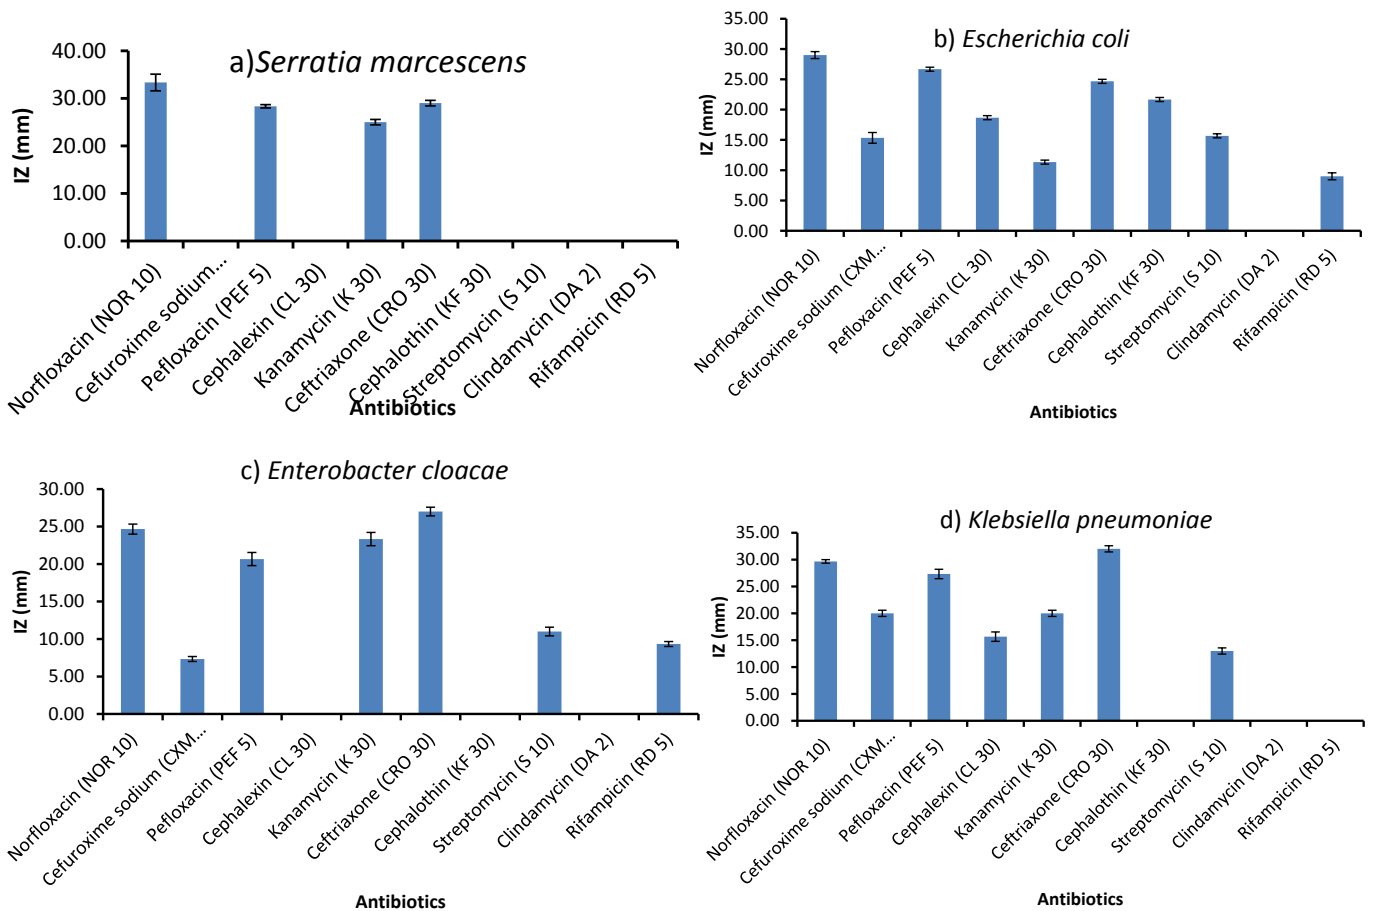 a)Serratia marcescens
IZ (mm)
40.00
30.00
20.00
10.00
0.00
Norfloxacin (NOR 10)
Cefuroxime sodium…
Pefloxacin (PEF 5)
Cephalexin (CL 30)
Kanamycin (K 30)
Ceftriaxone (CRO 30)
Cephalothin (KF 30)
Streptomycin (S 10)
Clindamycin (DA 2)
Rifampicin (RD 5)
Antibiotics
b) Escherichia coli
IZ (mm)
35.00
30.00
25.00
20.00
15.00
10.00
5.00
0.00
Norfloxacin (NOR 10)
Cefuroxime sodium (CXM…
Pefloxacin (PEF 5)
Cephalexin (CL 30)
Kanamycin (K 30)
Ceftriaxone (CRO 30)
Cephalothin (KF 30)
Streptomycin (S 10)
Clindamycin (DA 2)
Rifampicin (RD 5)
Antibiotics
c) Enterobacter cloacae
IZ (mm)
30.00
25.00
20.00
15.00
10.00
5.00
0.00
Norfloxacin (NOR 10)
Cefuroxime sodium (CXM…
Pefloxacin (PEF 5)
Cephalexin (CL 30)
Kanamycin (K 30)
Ceftriaxone (CRO 30)
Cephalothin (KF 30)
Streptomycin (S 10)
Clindamycin (DA 2)
Rifampicin (RD 5)
Antibiotics
d) Klebsiella pneumoniae
IZ (mm)
35.00
30.00
25.00
20.00
15.00
10.00
5.00
0.00
Norfloxacin (NOR 10)
Cefuroxime sodium (CXM…
Pefloxacin (PEF 5)
Cephalexin (CL 30)
Kanamycin (K 30)
Ceftriaxone (CRO 30)
Cephalothin (KF 30)
Streptomycin (S 10)
Clindamycin (DA 2)
Rifampicin (RD 5)
Antibiotics